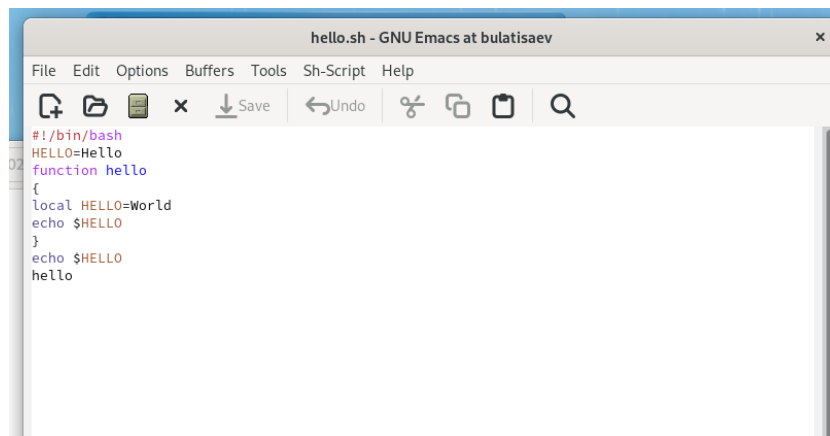 hello.sh - GNU Emacs at bulatisaev
File Edit Options Buffers Tools Sh-Script Help
Save Undo
#!/bin/bash
HELLO=Hello
function hello
{
local HELLO=World
echo $HELLO
}
echo $HELLO
hello